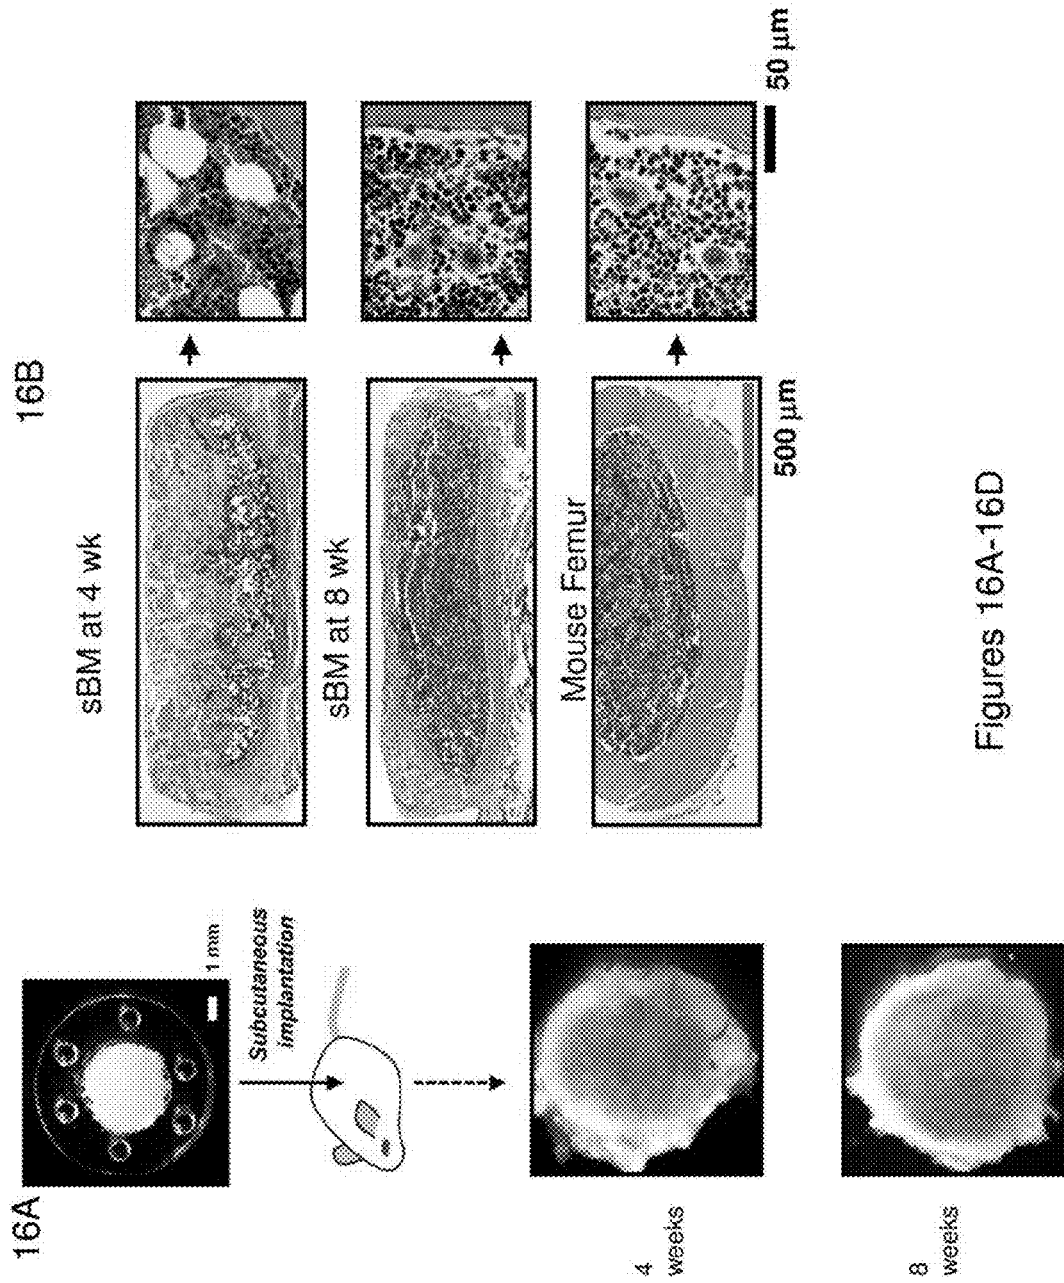 16A
1 mm
Subcutaneous
implantation
4
weeks
8
weeks
16B
sBM at 4 wk
sBM at 8 wk
Mouse Femur
500 µm
50 µm
Figures 16A-16D